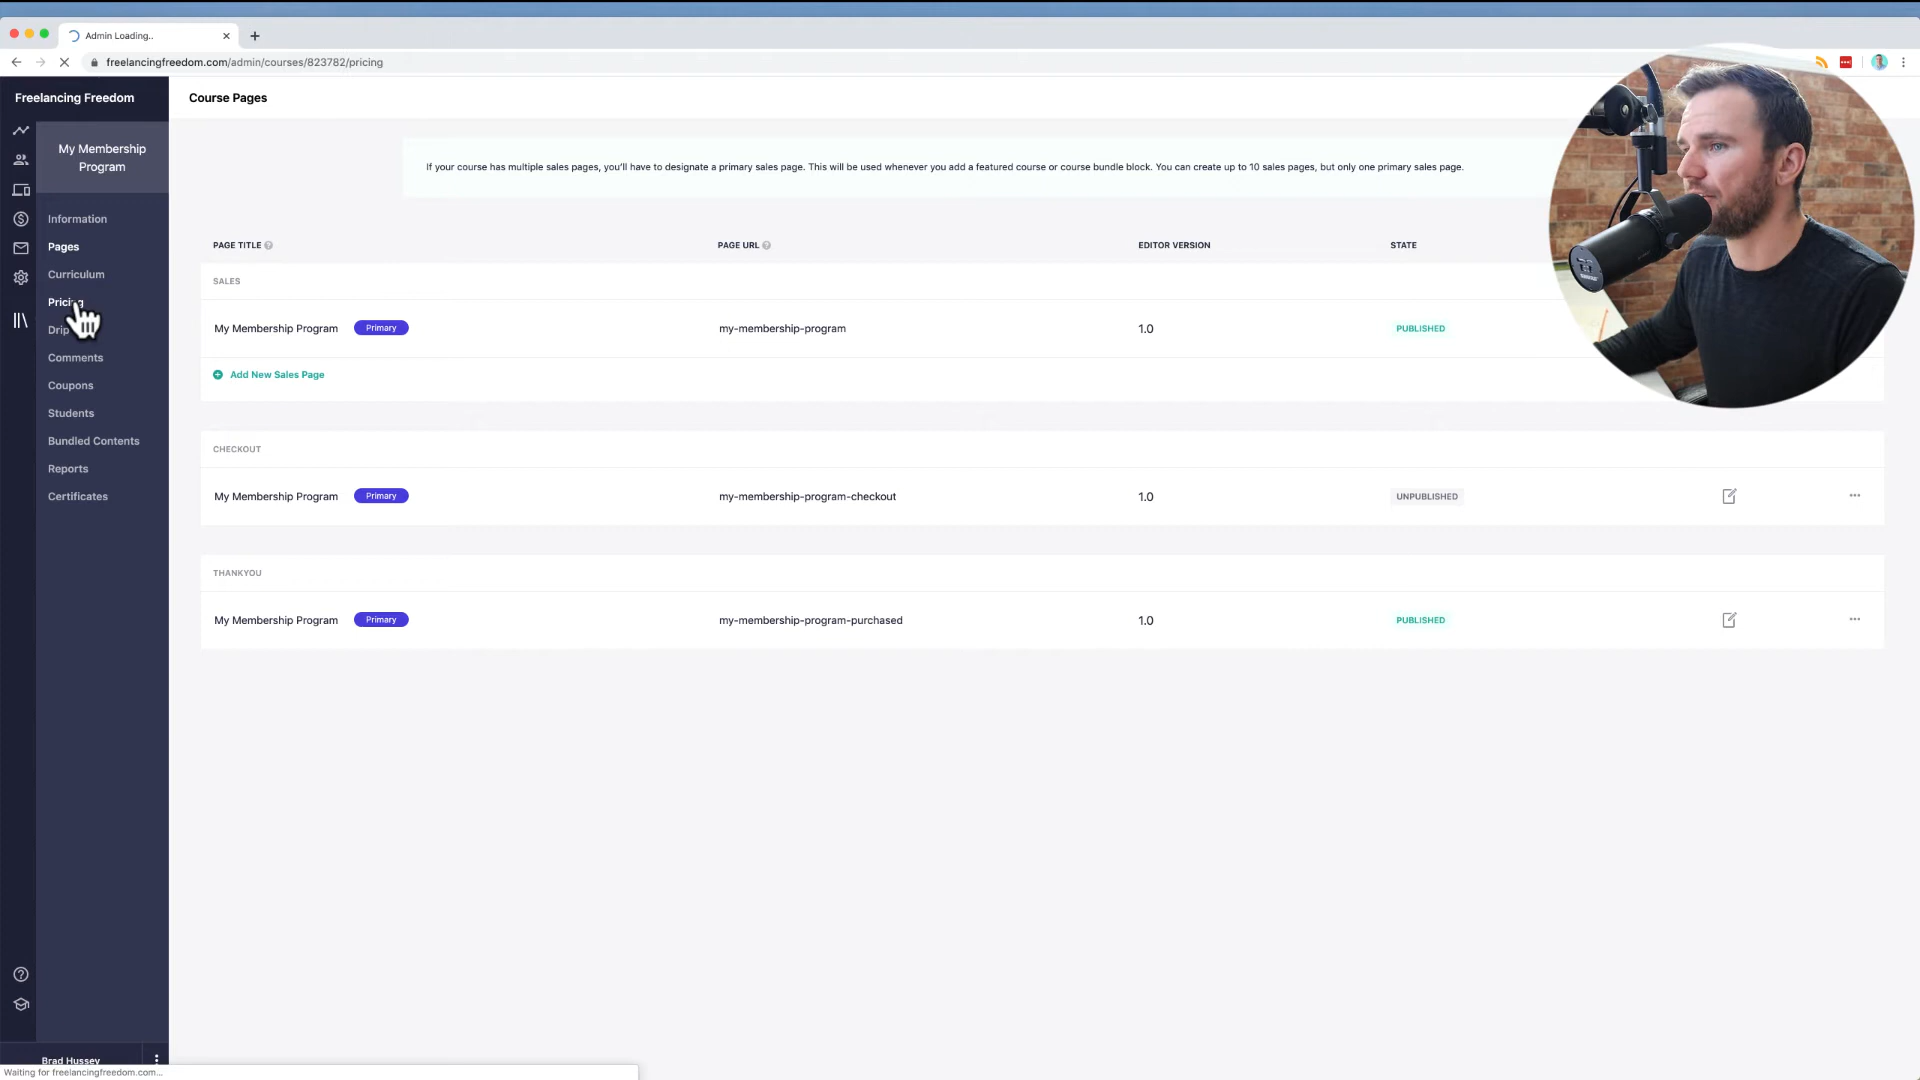 Admin Loading..
freelancingfreedom.com/admin/courses/823782/pricing
Freelancing Freedom
Course Pages
My Membership
Program
Information
Pages
Curriculum
Pricing
Drip
Comments
Coupons
Students
Bundled Contents
Reports
Certificates
If your course has multiple sales pages, you'll have to designate a primary sales page. This will be used whenever you add a featured course or course bundle block. You can create up to 10 sales pages, but only one primary sales page.
PAGE TITLE ? PAGE URL ? EDITOR VERSION STATE
SALES
My Membership Program Primary my-membership-program 1.0 PUBLISHED
Add New Sales Page
CHECKOUT
My Membership Program Primary my-membership-program-checkout 1.0 UNPUBLISHED
THANKYOU
My Membership Program Primary my-membership-program-purchased 1.0 PUBLISHED
Brad Hussey
Waiting for freelancingfreedom.com...